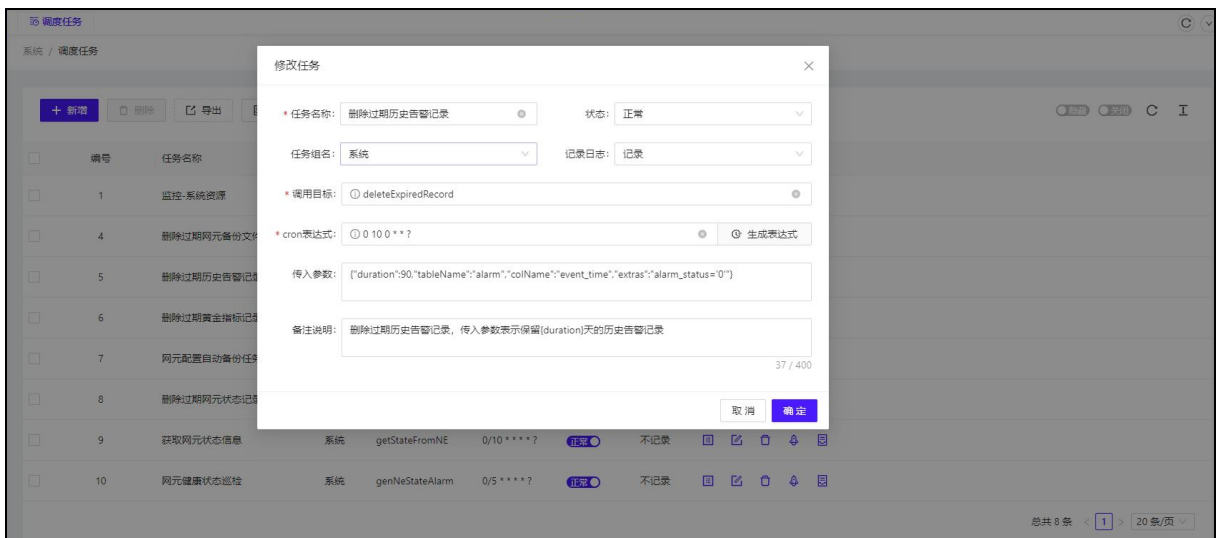 调度任务
系统 / 调度任务
修改任务
+ 新增 删除 导出
* 任务名称: 删除过期历史告警记录 状态: 正常
任务组名: 系统 记录日志: 记录
* 调用目标: deleteExpiredRecord
* cron表达式: 0 10 0 * * ? 生成表达式
传入参数: {"duration":90,"tableName":"alarm","colName":"event_time","extras":"alarm_status='0'"}
备注说明: 删除过期历史告警记录，传入参数表示保留{duration}天的历史告警记录
37 / 400
取消 确定
编号 任务名称
1 监控-系统资源
4 删除过期网元备份文件
5 删除过期历史告警记录
6 删除过期黄金指标记录
7 网元配置自动备份任务
8 删除过期网元状态记录
9 获取网元状态信息 系统 getStateFromNE 0/10 * * * * ? 正常 不记录
10 网元健康状态巡检 系统 genNeStateAlarm 0/5 * * * * ? 正常 不记录
总共 8 条 < 1 > 20 条/页